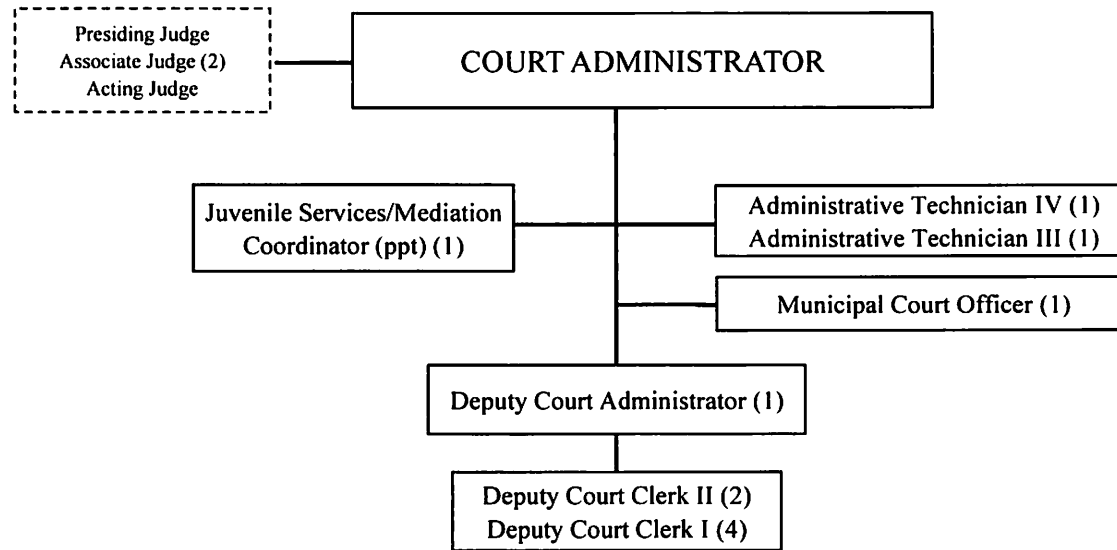 Presiding Judge
Associate Judge (2)
Acting Judge
COURT ADMINISTRATOR
Juvenile Services/Mediation
Coordinator (ppt) (1)
Administrative Technician IV (1)
Administrative Technician III (1)
Municipal Court Officer (1)
Deputy Court Administrator (1)
Deputy Court Clerk II (2)
Deputy Court Clerk I (4)